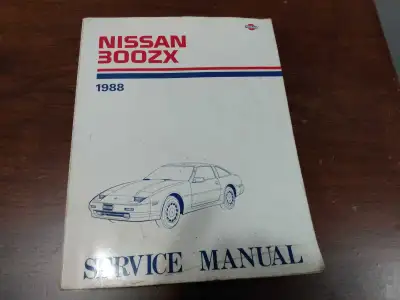 NISSAN
300ZX
1988
SERVICE MANUAL